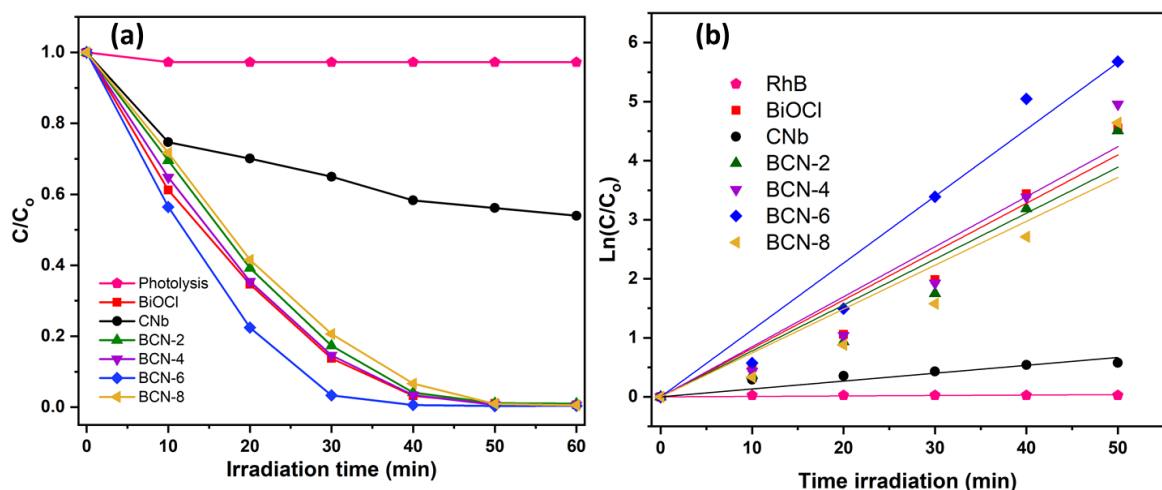 (a)
C/Co
1.0
0.8
0.6
0.4
0.2
0.0
Photolysis
BiOCl
CNb
BCN-2
BCN-4
BCN-6
BCN-8
0 10 20 30 40 50 60
Irradiation time (min)
(b)
Ln(C/Co)
6
5
4
3
2
1
0
RhB
BiOCl
CNb
BCN-2
BCN-4
BCN-6
BCN-8
0 10 20 30 40 50
Time irradiation (min)